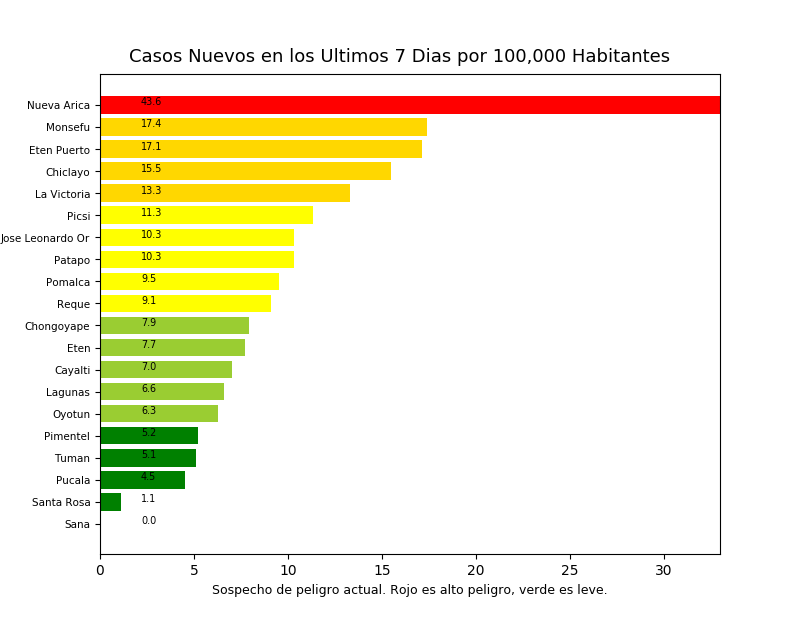 Casos Nuevos en los Ultimos 7 Dias por 100,000 Habitantes
Nueva Arica 43.6
Monsefu 17.4
Eten Puerto 17.1
Chiclayo 15.5
La Victoria 13.3
Picsi 11.3
Jose Leonardo Or 10.3
Patapo 10.3
Pomalca 9.5
Reque 9.1
Chongoyape 7.9
Eten 7.7
Cayalti 7.0
Lagunas 6.6
Oyotun 6.3
Pimentel 5.2
Tuman 5.1
Pucala 4.5
Santa Rosa 1.1
Sana 0.0
0 5 10 15 20 25 30
Sospecho de peligro actual. Rojo es alto peligro, verde es leve.